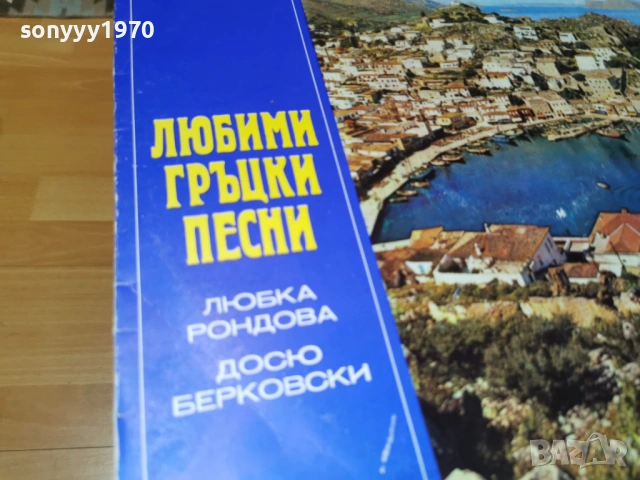 sonyyy1970
ЛЮБИМИ
ГРЪЦКИ
ПЕСНИ
ЛЮБКА
РОНДОВА
ДОСЮ
БЕРКОВСКИ
BAZAR